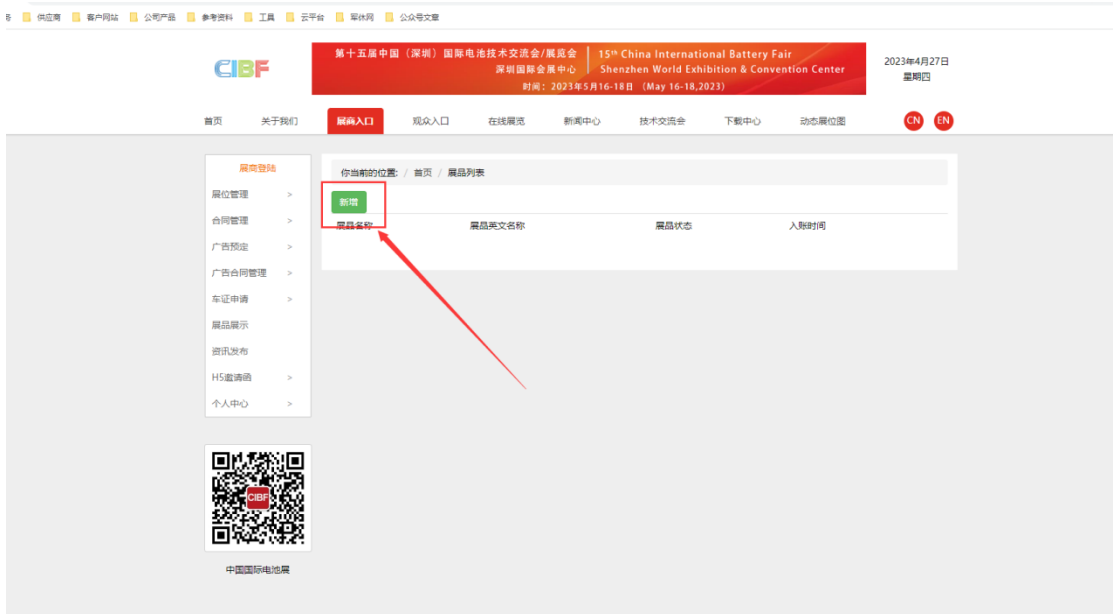 务 供应商 客户网站 公司产品 参考资料 工具 云平台 军休网 公众号文章
CIBF
第十五届中国（深圳）国际电池技术交流会/展览会
深圳国际会展中心
15th China International Battery Fair
Shenzhen World Exhibition & Convention Center
时间：2023年5月16-18日 (May 16-18,2023)
2023年4月27日
星期四
首页 关于我们 展商入口 观众入口 在线展览 新闻中心 技术交流会 下载中心 动态展位图 CN EN
展商登陆
展位管理 >
合同管理 >
广告预定 >
广告合同管理 >
车证申请 >
展品展示
资讯发布
H5邀请函 >
个人中心 >
你当前的位置: / 首页 / 展品列表
新增
展品名称 展品英文名称 展品状态 入账时间
CIBF
中国国际电池展